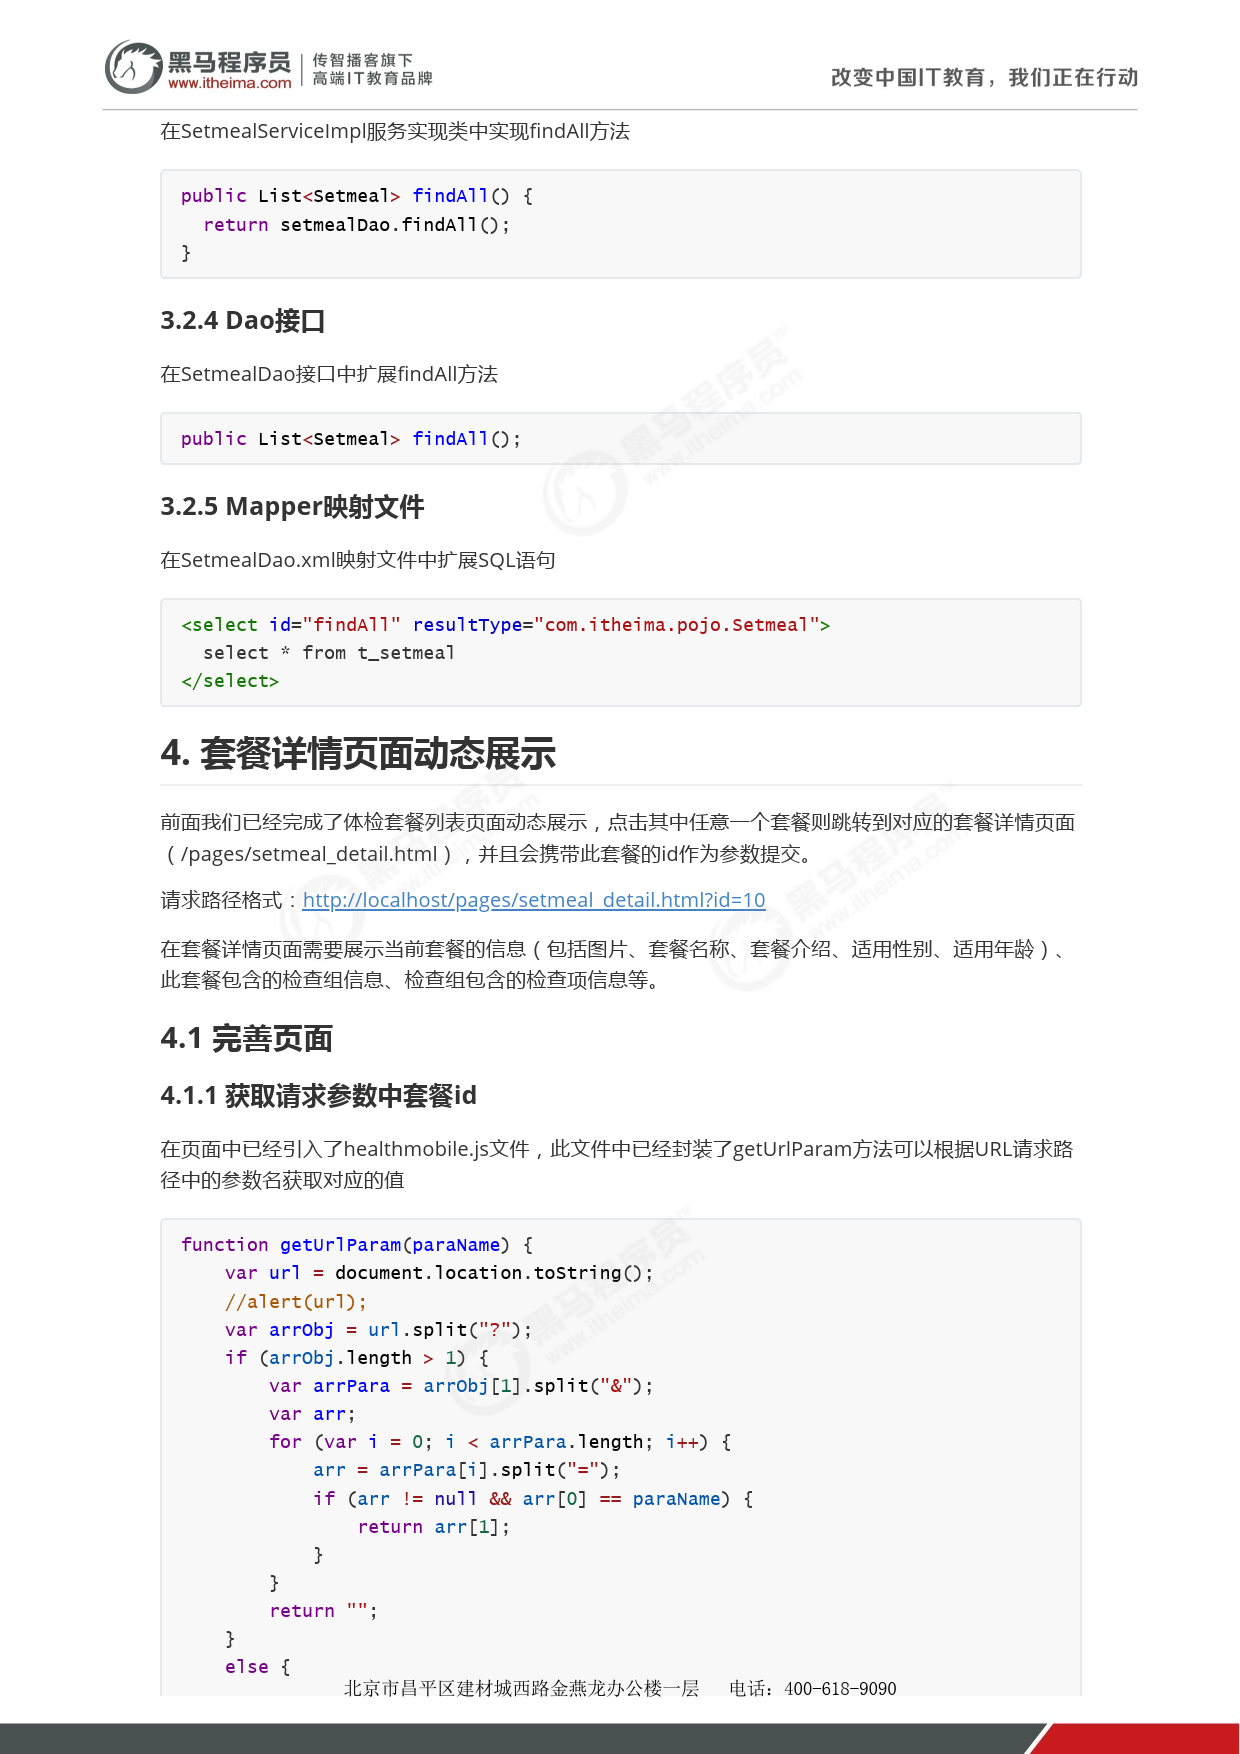 黑马程序员 传智播客旗下
www.itheima.com 高端IT教育品牌
改变中国IT教育，我们正在行动
在SetmealServiceImpl服务实现类中实现findAll方法
public List<Setmeal> findAll() {
  return setmealDao.findAll();
}
3.2.4 Dao接口
在SetmealDao接口中扩展findAll方法
public List<Setmeal> findAll();
3.2.5 Mapper映射文件
在SetmealDao.xml映射文件中扩展SQL语句
<select id="findAll" resultType="com.itheima.pojo.Setmeal">
  select * from t_setmeal
</select>
4. 套餐详情页面动态展示
前面我们已经完成了体检套餐列表页面动态展示，点击其中任意一个套餐则跳转到对应的套餐详情页面
（/pages/setmeal_detail.html），并且会携带此套餐的id作为参数提交。
请求路径格式：http://localhost/pages/setmeal_detail.html?id=10
在套餐详情页面需要展示当前套餐的信息（包括图片、套餐名称、套餐介绍、适用性别、适用年龄）、
此套餐包含的检查组信息、检查组包含的检查项信息等。
4.1 完善页面
4.1.1 获取请求参数中套餐id
在页面中已经引入了healthmobile.js文件，此文件中已经封装了getUrlParam方法可以根据URL请求路
径中的参数名获取对应的值
function getUrlParam(paraName) {
    var url = document.location.toString();
    //alert(url);
    var arrObj = url.split("?");
    if (arrObj.length > 1) {
        var arrPara = arrObj[1].split("&");
        var arr;
        for (var i = 0; i < arrPara.length; i++) {
            arr = arrPara[i].split("=");
            if (arr != null && arr[0] == paraName) {
                return arr[1];
            }
        }
        return "";
    }
    else {
北京市昌平区建材城西路金燕龙办公楼一层 电话：400-618-9090